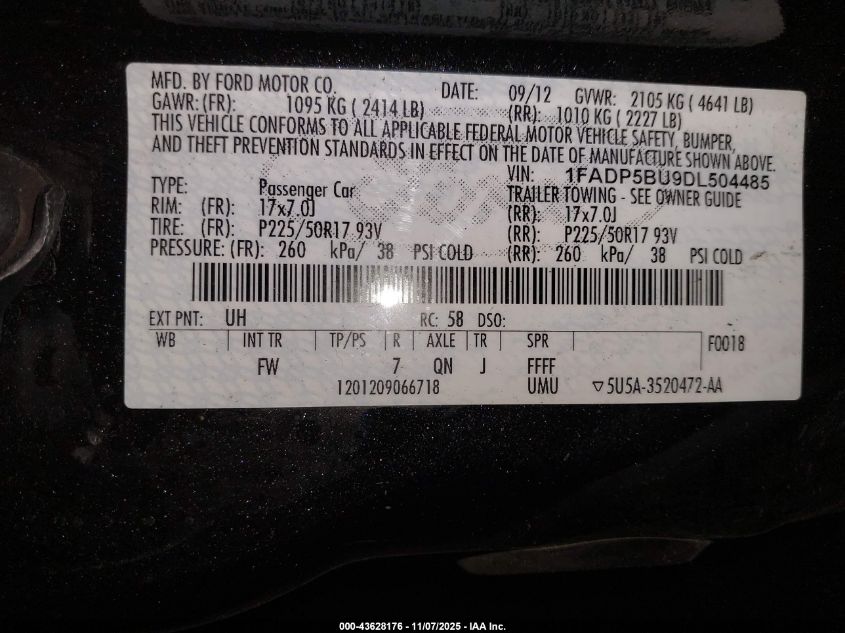 MFD. BY FORD MOTOR CO. DATE: 09/12 GVWR: 2105 KG ( 4641 LB)
GAWR: (FR): 1095 KG ( 2414 LB) (RR): 1010 KG ( 2227 LB)
THIS VEHICLE CONFORMS TO ALL APPLICABLE FEDERAL MOTOR VEHICLE SAFETY, BUMPER,
AND THEFT PREVENTION STANDARDS IN EFFECT ON THE DATE OF MANUFACTURE SHOWN ABOVE.
VIN: 1FADP5BU9DL504485
TYPE: Passenger Car TRAILER TOWING - SEE OWNER GUIDE
RIM: (FR): 17x7.0J (RR): 17x7.0J
TIRE: (FR): P225/50R17 93V (RR): P225/50R17 93V
PRESSURE: (FR): 260 kPa/ 38 PSI COLD (RR): 260 kPa/ 38 PSI COLD
EXT PNT: UH RC: 58 DSO:
WB INT TR TP/PS R AXLE TR SPR F0018
FW 7 QN J FFFF
1201209066718 UMU ▽5U5A-3520472-AA
000-43628176 - 11/07/2025 - IAA Inc.